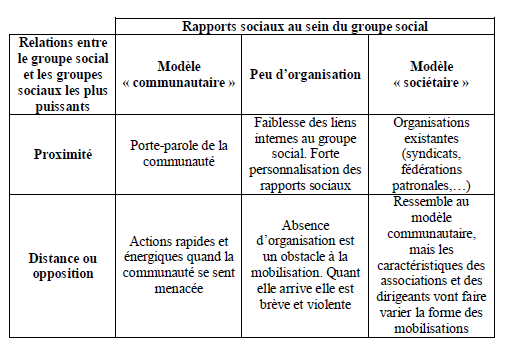 Rapports sociaux au sein du groupe social
Relations entre
le groupe social
et les groupes
sociaux les plus
puissants
Modèle
« communautaire »
Peu d'organisation
Modèle
« sociétaire »
Proximité
Porte-parole de la
communauté
Faiblesse des liens
internes au groupe
social. Forte
personnalisation des
rapports sociaux
Organisations
existantes
(syndicats,
fédérations
patronales,…)
Distance ou
opposition
Actions rapides et
énergiques quand la
communauté se sent
menacée
Absence
d'organisation est
un obstacle à la
mobilisation. Quant
elle arrive elle est
brève et violente
Ressemble au
modèle
communautaire,
mais les
caractéristiques des
associations et des
dirigeants vont faire
varier la forme des
mobilisations